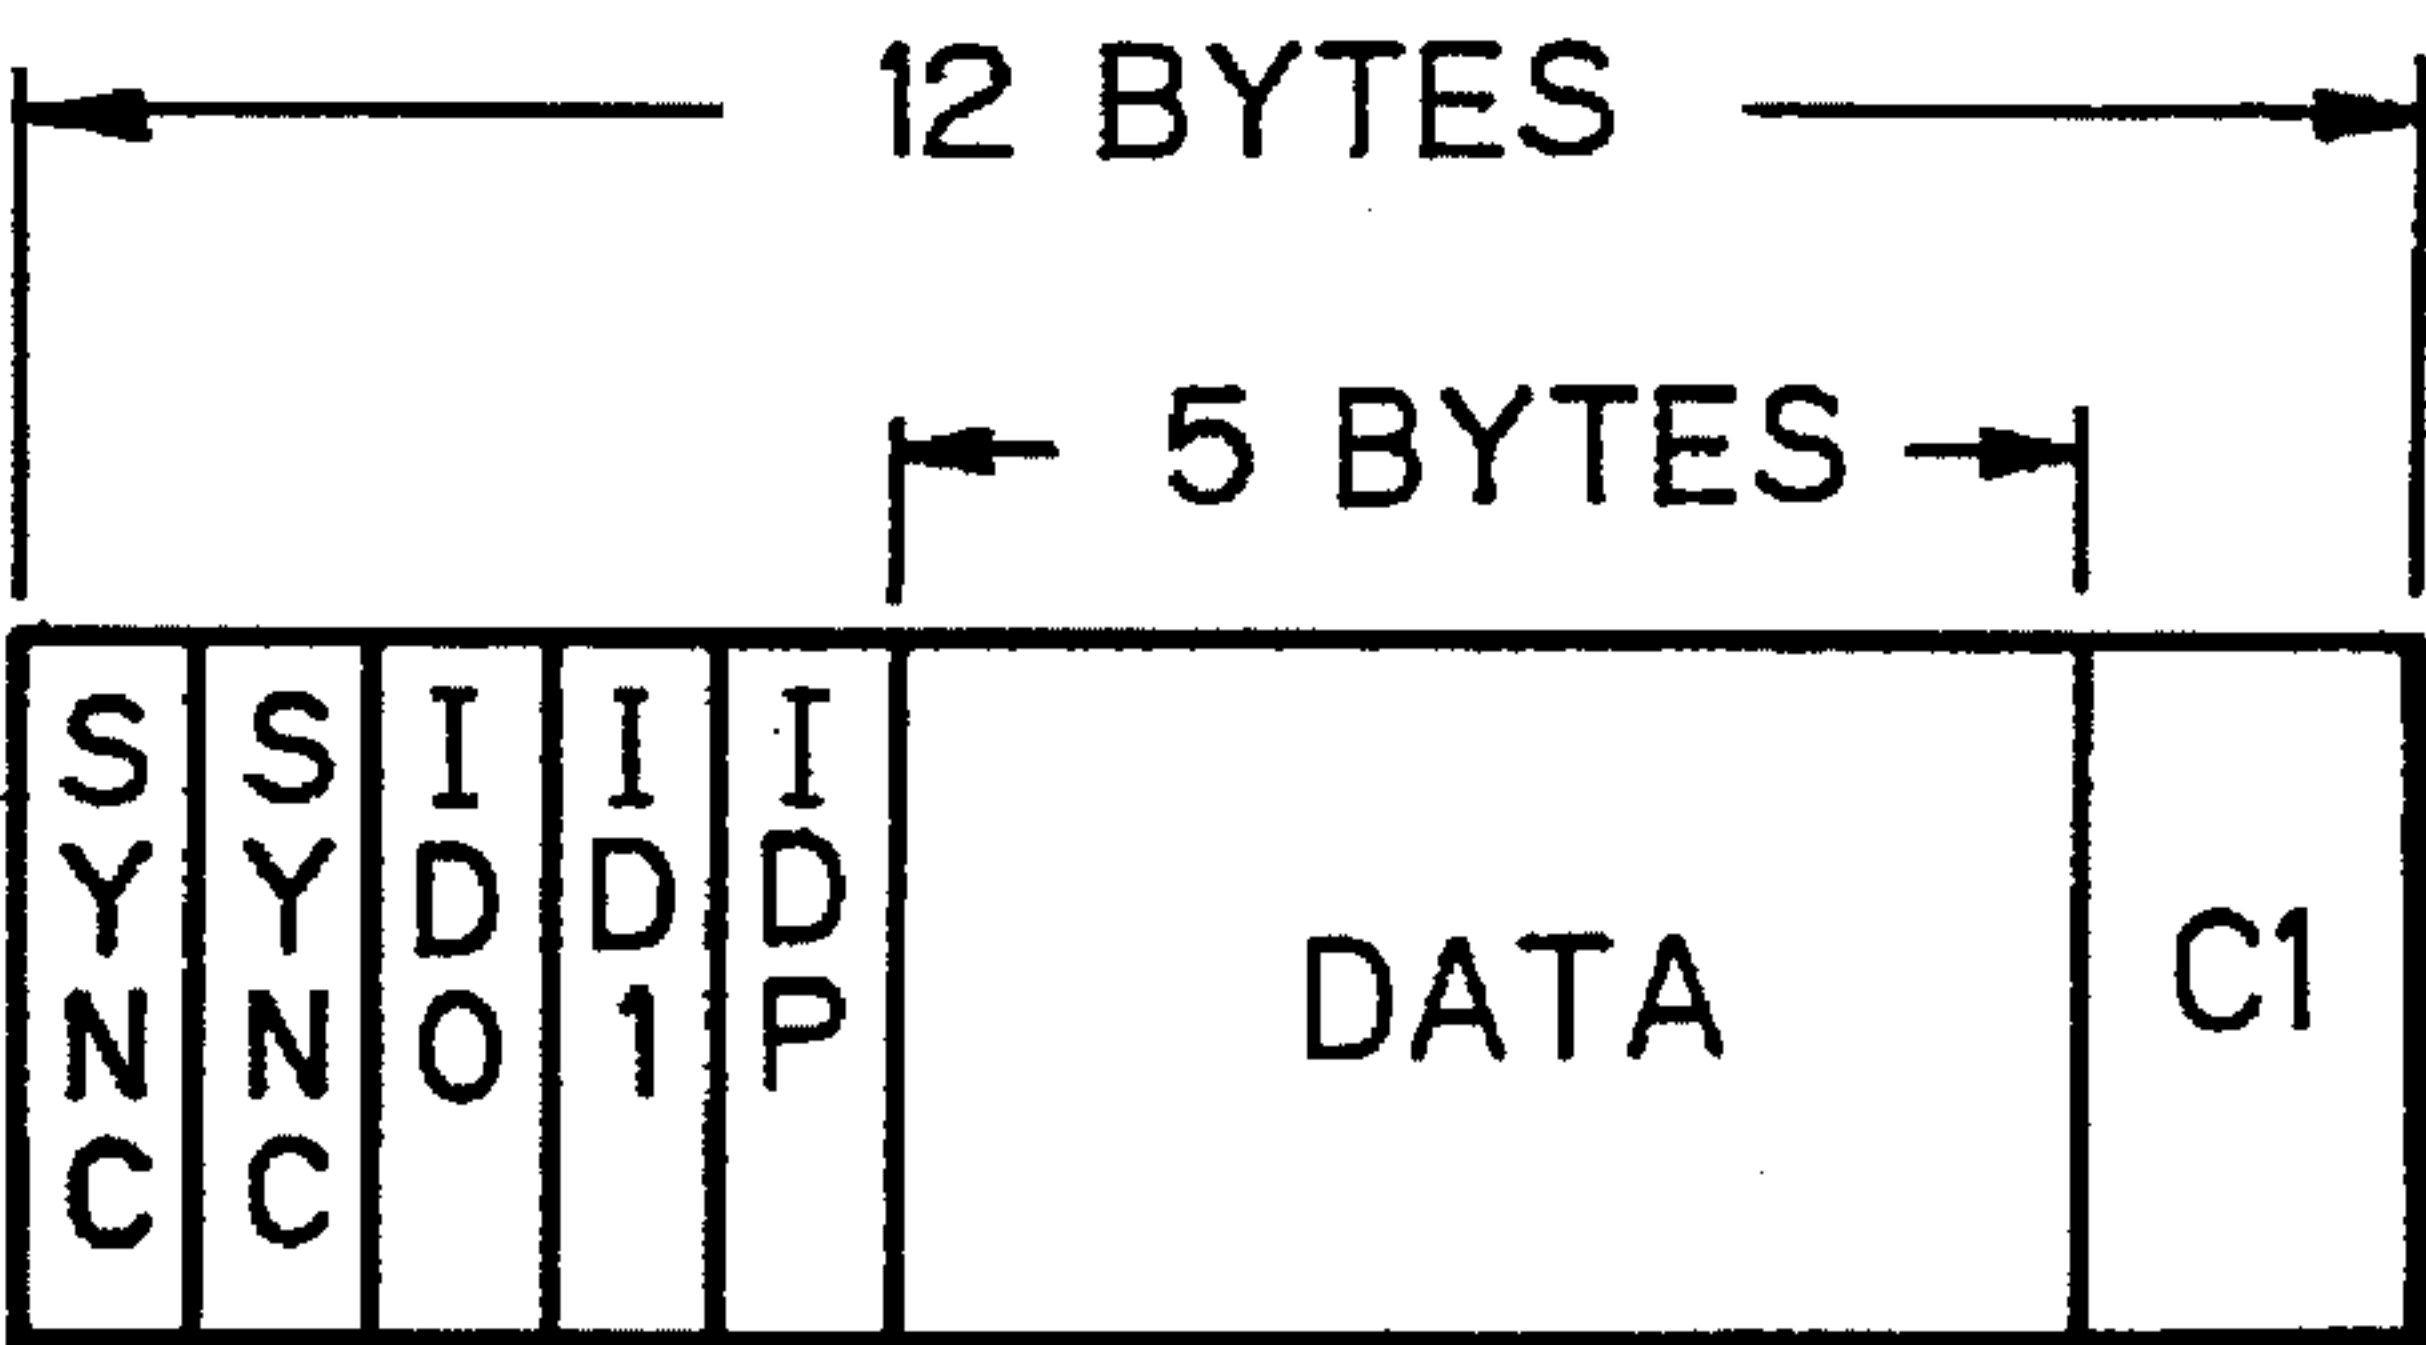 12 BYTES
5 BYTES
SYNC
SYNC
ID0
ID1
IDP
DATA
C1